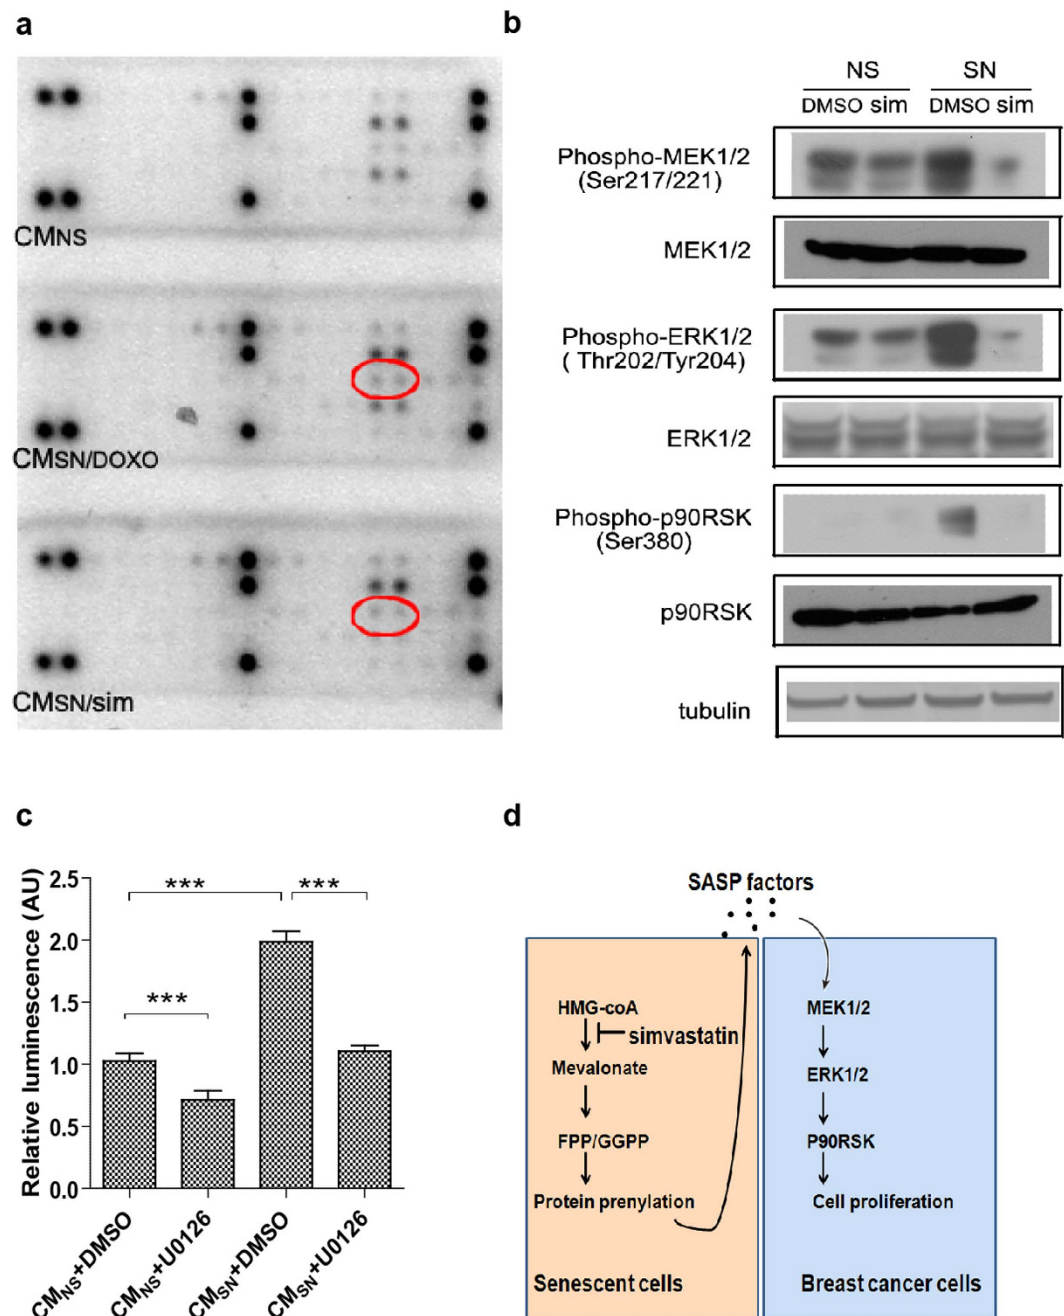 a
CMNS
CMSN/DOXO
CMSN/sim
b
NS SN
DMSO sim DMSO sim
Phospho-MEK1/2
(Ser217/221)
MEK1/2
Phospho-ERK1/2
( Thr202/Tyr204)
ERK1/2
Phospho-p90RSK
(Ser380)
p90RSK
tubulin
c
Relative luminescence (AU)
2.5
2.0
1.5
1.0
0.5
0.0
*** ***
***
CMNS+DMSO
CMNS+U0126
CMSN+DMSO
CMSN+U0126
d
SASP factors
HMG-coA
simvastatin
Mevalonate
FPP/GGPP
Protein prenylation
Senescent cells
MEK1/2
ERK1/2
P90RSK
Cell proliferation
Breast cancer cells